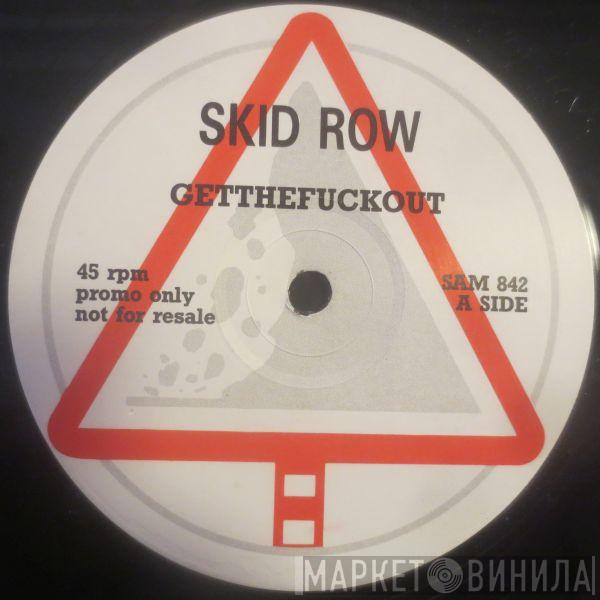 SKID ROW
GETTHEFUCKOUT
45 rpm
promo only
not for resale
SAM 842
A SIDE
МАРКЕТ ВИНИЛА